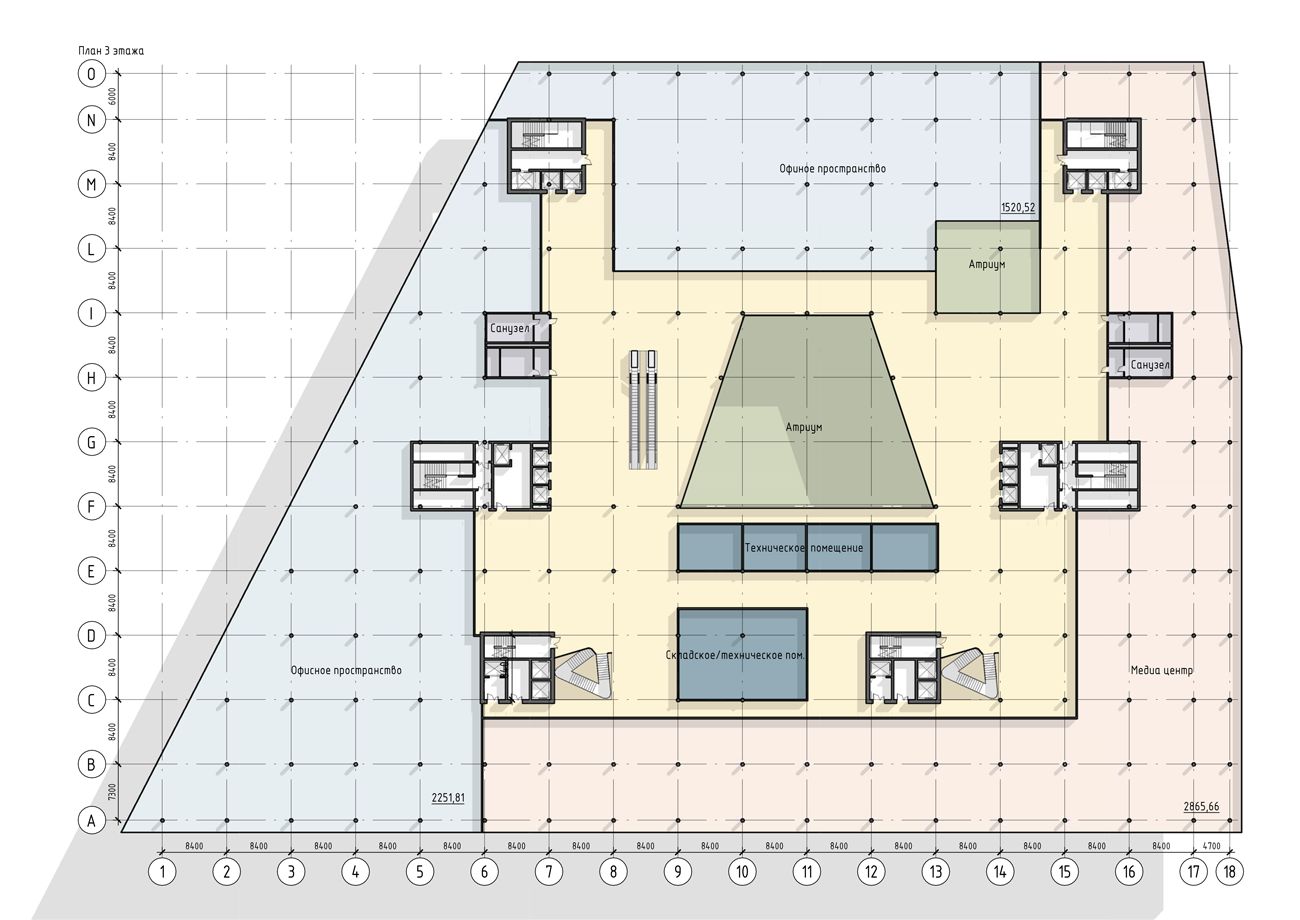 План 3 этажа
O
6000
N
8400
M
8400
L
8400
I
8400
H
8400
G
8400
F
8400
E
8400
D
8400
C
8400
B
7300
A
Офиное пространство
1520,52
Атриум
Санузел
Санузел
Атриум
Техническое помещение
Складское/техническое пом.
Офисное пространство
Медиа центр
2251,81
2865,66
8400 8400 8400 8400 8400 8400 8400 8400 8400 8400 8400 8400 8400 8400 8400 8400 4700
1 2 3 4 5 6 7 8 9 10 11 12 13 14 15 16 17 18